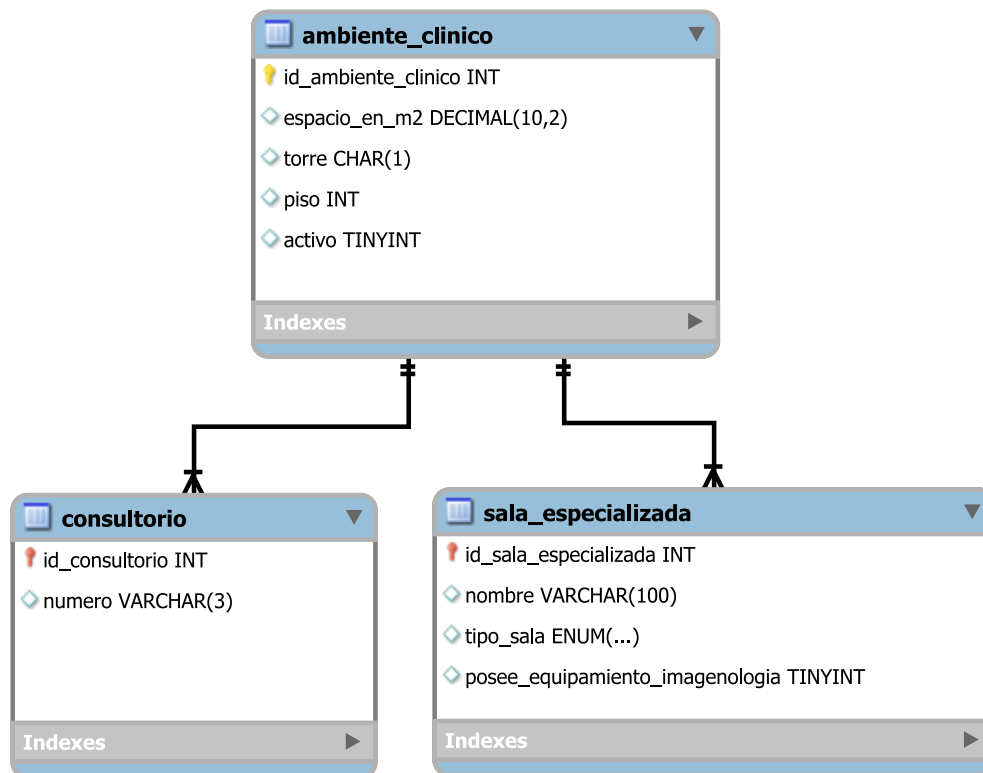 ambiente_clinico
id_ambiente_clinico INT
espacio_en_m2 DECIMAL(10,2)
torre CHAR(1)
piso INT
activo TINYINT
Indexes
consultorio
id_consultorio INT
numero VARCHAR(3)
Indexes
sala_especializada
id_sala_especializada INT
nombre VARCHAR(100)
tipo_sala ENUM(...)
posee_equipamiento_imagenologia TINYINT
Indexes